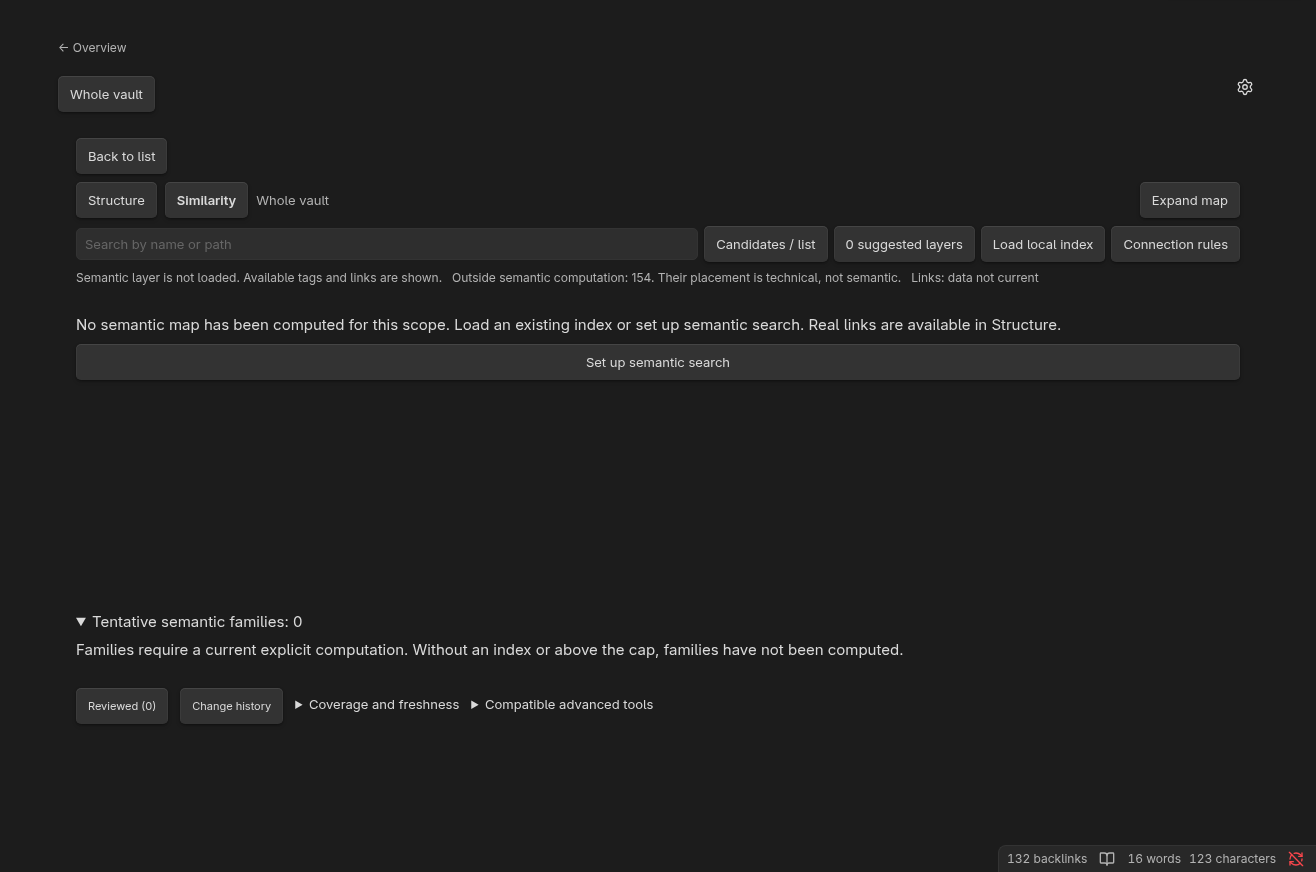 ← Overview
Whole vault
Back to list
Structure Similarity Whole vault Expand map
Search by name or path Candidates / list 0 suggested layers Load local index Connection rules
Semantic layer is not loaded. Available tags and links are shown. Outside semantic computation: 154. Their placement is technical, not semantic. Links: data not current
No semantic map has been computed for this scope. Load an existing index or set up semantic search. Real links are available in Structure.
Set up semantic search
▼ Tentative semantic families: 0
Families require a current explicit computation. Without an index or above the cap, families have not been computed.
Reviewed (0) Change history ▶ Coverage and freshness ▶ Compatible advanced tools
132 backlinks 16 words 123 characters